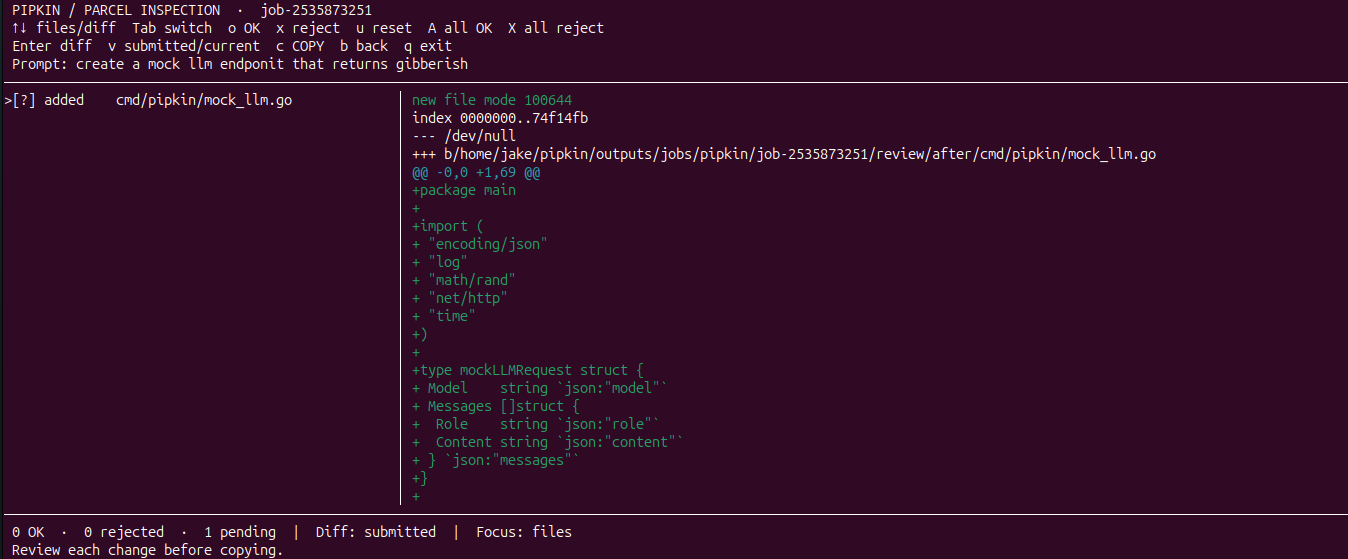 PIPKIN / PARCEL INSPECTION · job-2535873251
↑↓ files/diff  Tab switch  o OK  x reject  u reset  A all OK  X all reject
Enter diff  v submitted/current  c COPY  b back  q exit
Prompt: create a mock llm endponit that returns gibberish
>[?] added    cmd/pipkin/mock_llm.go
new file mode 100644
index 0000000..74f14fb
--- /dev/null
+++ b/home/jake/pipkin/outputs/jobs/pipkin/job-2535873251/review/after/cmd/pipkin/mock_llm.go
@@ -0,0 +1,69 @@
+package main
+
+import (
+ "encoding/json"
+ "log"
+ "math/rand"
+ "net/http"
+ "time"
+)
+
+type mockLLMRequest struct {
+ Model    string `json:"model"`
+ Messages []struct {
+  Role    string `json:"role"`
+  Content string `json:"content"`
+ } `json:"messages"`
+}
+
0 OK  ·  0 rejected  ·  1 pending  |  Diff: submitted  |  Focus: files
Review each change before copying.